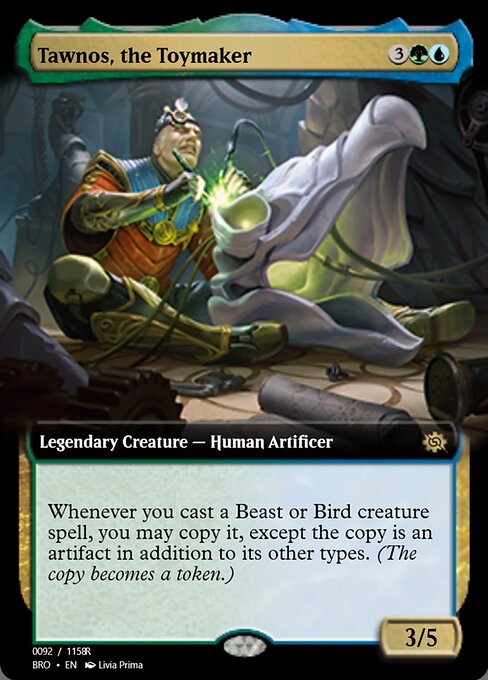 Tawnos, the Toymaker 3
Legendary Creature — Human Artificer
Whenever you cast a Beast or Bird creature
spell, you may copy it, except the copy is an
artifact in addition to its other types. (The
copy becomes a token.)
3/5
0092 / 1158R
BRO • EN Livia Prima